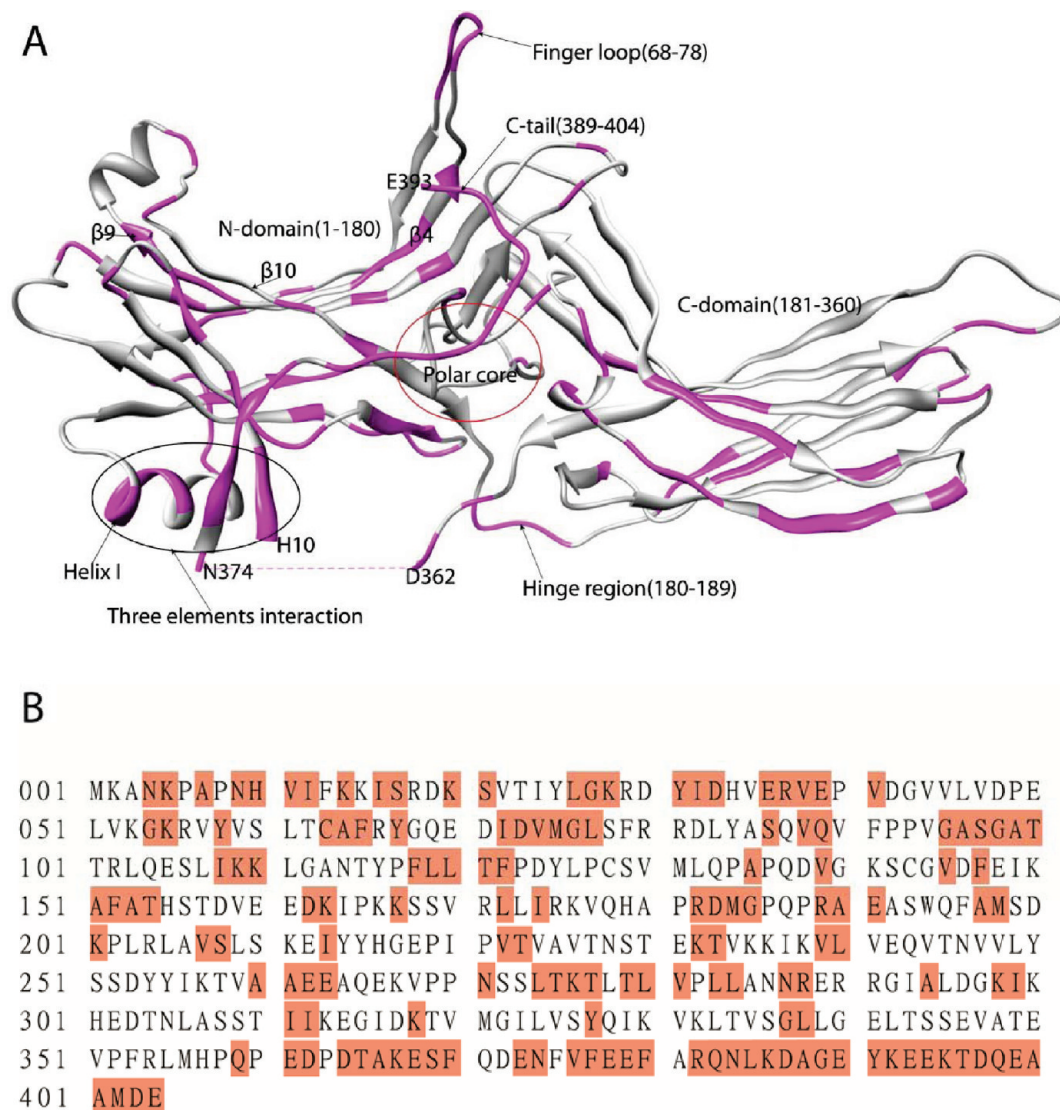 A
Finger loop(68-78)
C-tail(389-404)
E393
N-domain(1-180)
β4
β9
β10
C-domain(181-360)
Polar core
H10
Helix I
N374
D362
Hinge region(180-189)
Three elements interaction
B
001 MKANKPAPNH VIFKKISRDK SVTIYLGKRD YIDHVERVEP VDGVVLVDPE
051 LVKGKRVYVS LTCAFRYGQE DIDVMGLSFR RDLYASQVQV FPPVGASGAT
101 TRLQESLIKK LGANTYPFLL TFPDYLPCSV MLQPAPQDVG KSCGVDFEIK
151 AFATHSTDVE EDKIPKKSSV RLLIRKVQHA PRDMGPQPRA EASWQFAMSD
201 KPLRLAVSLS KEIYYHGEPI PVTVAVTNST EKTVKKIKVL VEQVTNVVLY
251 SSDYYIKTVA AEEAQEKVPP NSSLTKTLTL VPLLANNRER RGIALDGKIK
301 HEDTNLASST IIKEGIDKTV MGILVSYQIK VKLTVSGLLG ELTSSEVATE
351 VPFRLMHPQP EDPDTAKESF QDENFVFEEF ARQNLKDAGE YKEEKTDQEA
401 AMDE